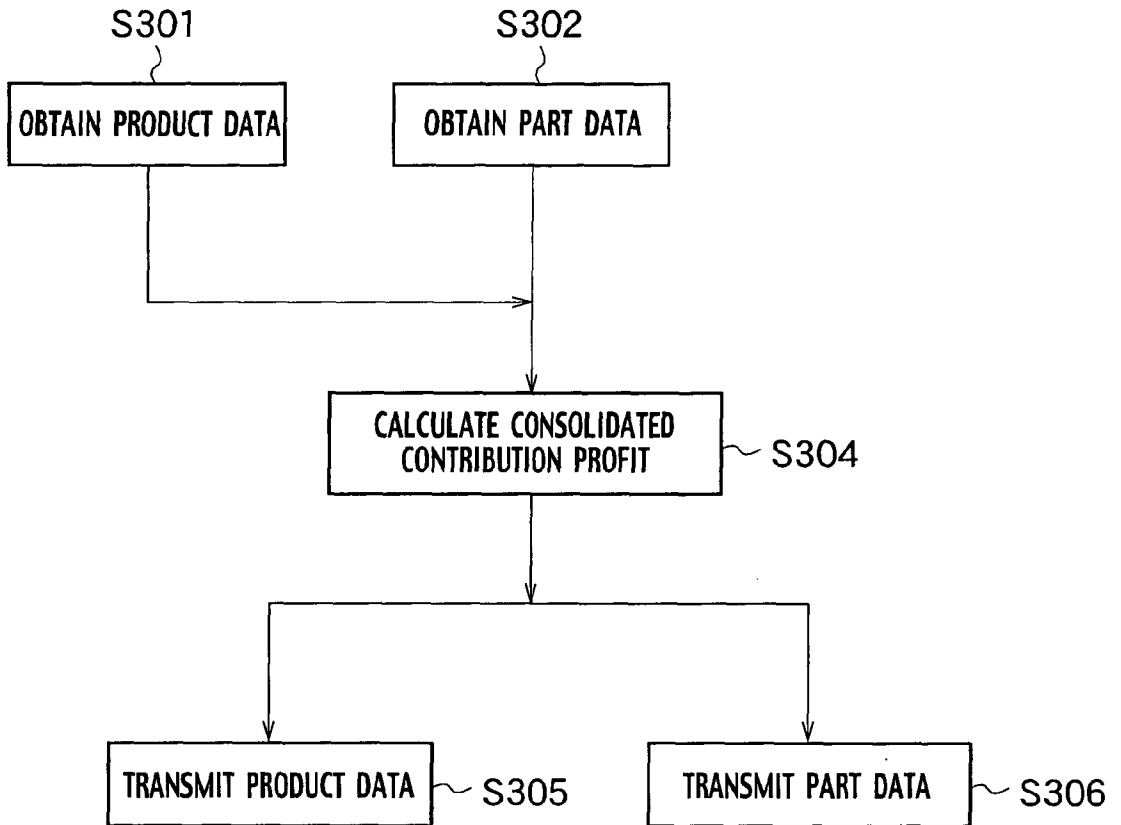 S301
S302
OBTAIN PRODUCT DATA
OBTAIN PART DATA
CALCULATE CONSOLIDATED
CONTRIBUTION PROFIT
S304
TRANSMIT PRODUCT DATA
S305
TRANSMIT PART DATA
S306